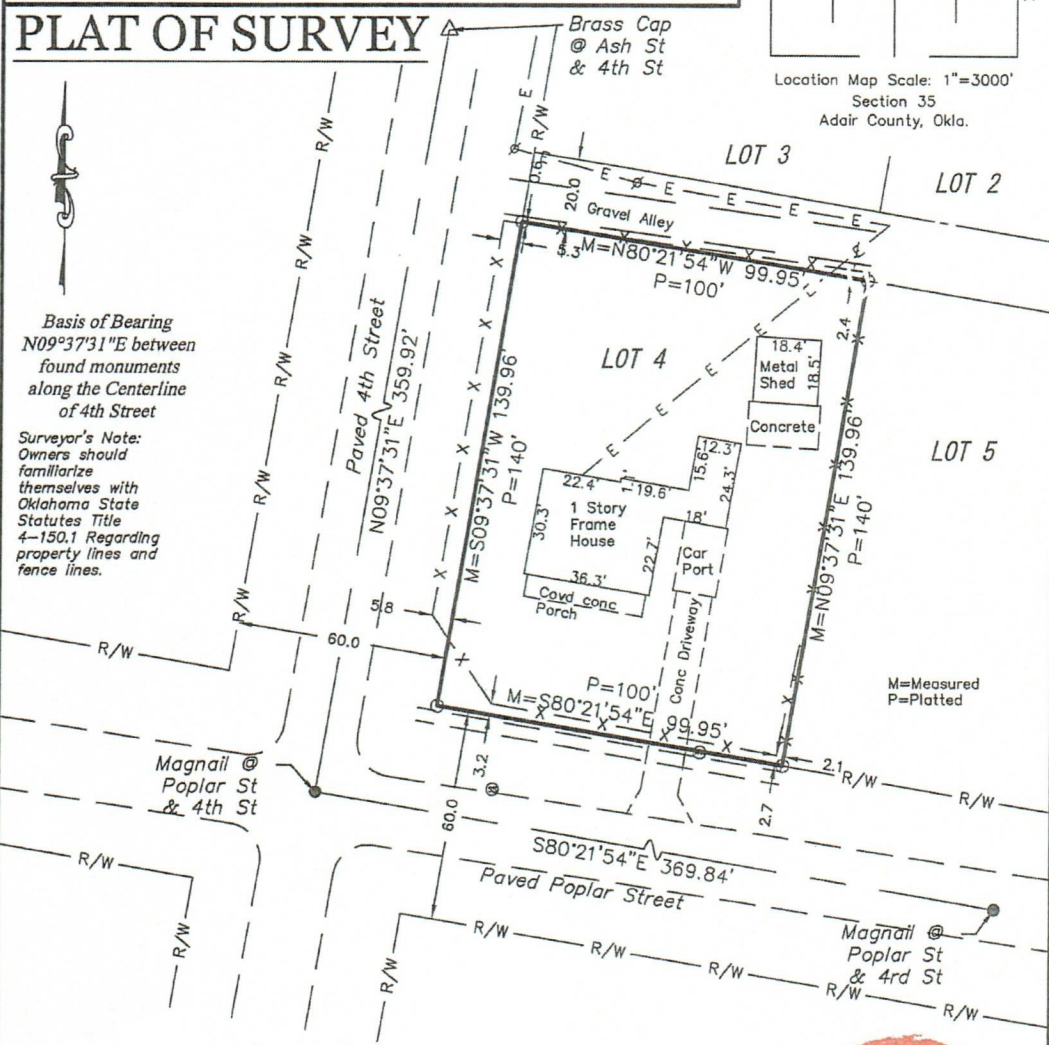 PLAT OF SURVEY
Brass Cap
@ Ash St
& 4th St
Location Map Scale: 1"=3000'
Section 35
Adair County, Okla.
LOT 3
LOT 2
R/W
E
R/W
0.6
20.0
E
E
E
E
E
Gravel Alley
R/W
5.3
M=N80°21'54"W 99.95'
P=100'
Basis of Bearing
N09°37'31"E between
found monuments
along the Centerline
of 4th Street
Surveyor's Note:
Owners should
familiarize
themselves with
Oklahoma State
Statutes Title
4-150.1 Regarding
property lines and
fence lines.
R/W
R/W
Paved 4th Street
N09°37'31"E 359.92'
M=S09°37'31"W 139.96'
P=140'
LOT 4
E
E
E
E
2.4
18.4'
Metal
Shed
18.5'
Concrete
LOT 5
M=N09°37'31"E 139.96'
P=140'
12.3'
15.6'
24.3'
22.4'
1'
19.6'
1 Story
Frame
House
30.3'
18'
22.7'
Car
Port
36.3'
Covd conc
Porch
Conc Driveway
R/W
5.8
60.0
R/W
P=100'
M=S80°21'54"E 99.95'
M=Measured
P=Platted
Magnail @
Poplar St
& 4th St
3.2
2.1
R/W
R/W
2.7
60.0
S80°21'54"E 369.84'
Paved Poplar Street
R/W
R/W
R/W
R/W
R/W
R/W
R/W
R/W
Magnail @
Poplar St
& 4rd St